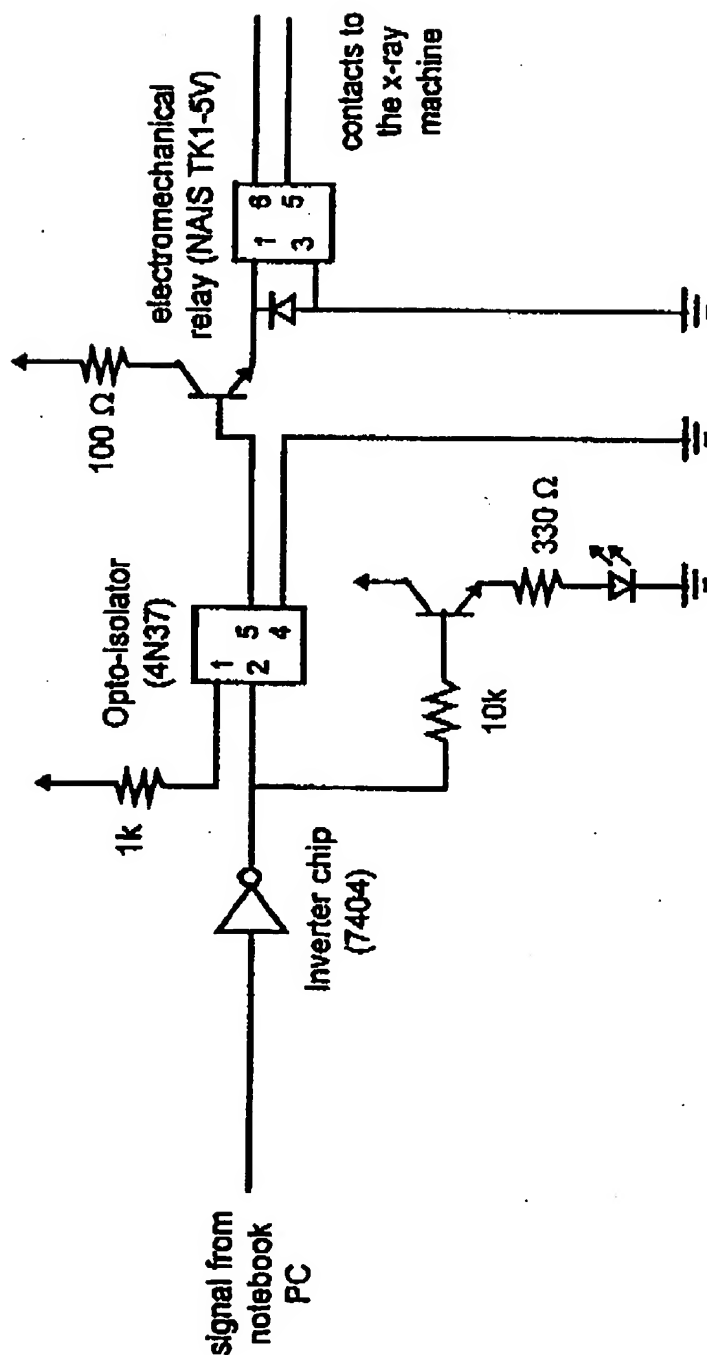 signal from
notebook
PC
Inverter chip
(7404)
1k
Opto-isolator
(4N37)
1
2
5
4
10k
330 Ω
100 Ω
electromechanical
relay (NAIS TK1-5V)
1
3
6
5
contacts to
the x-ray
machine